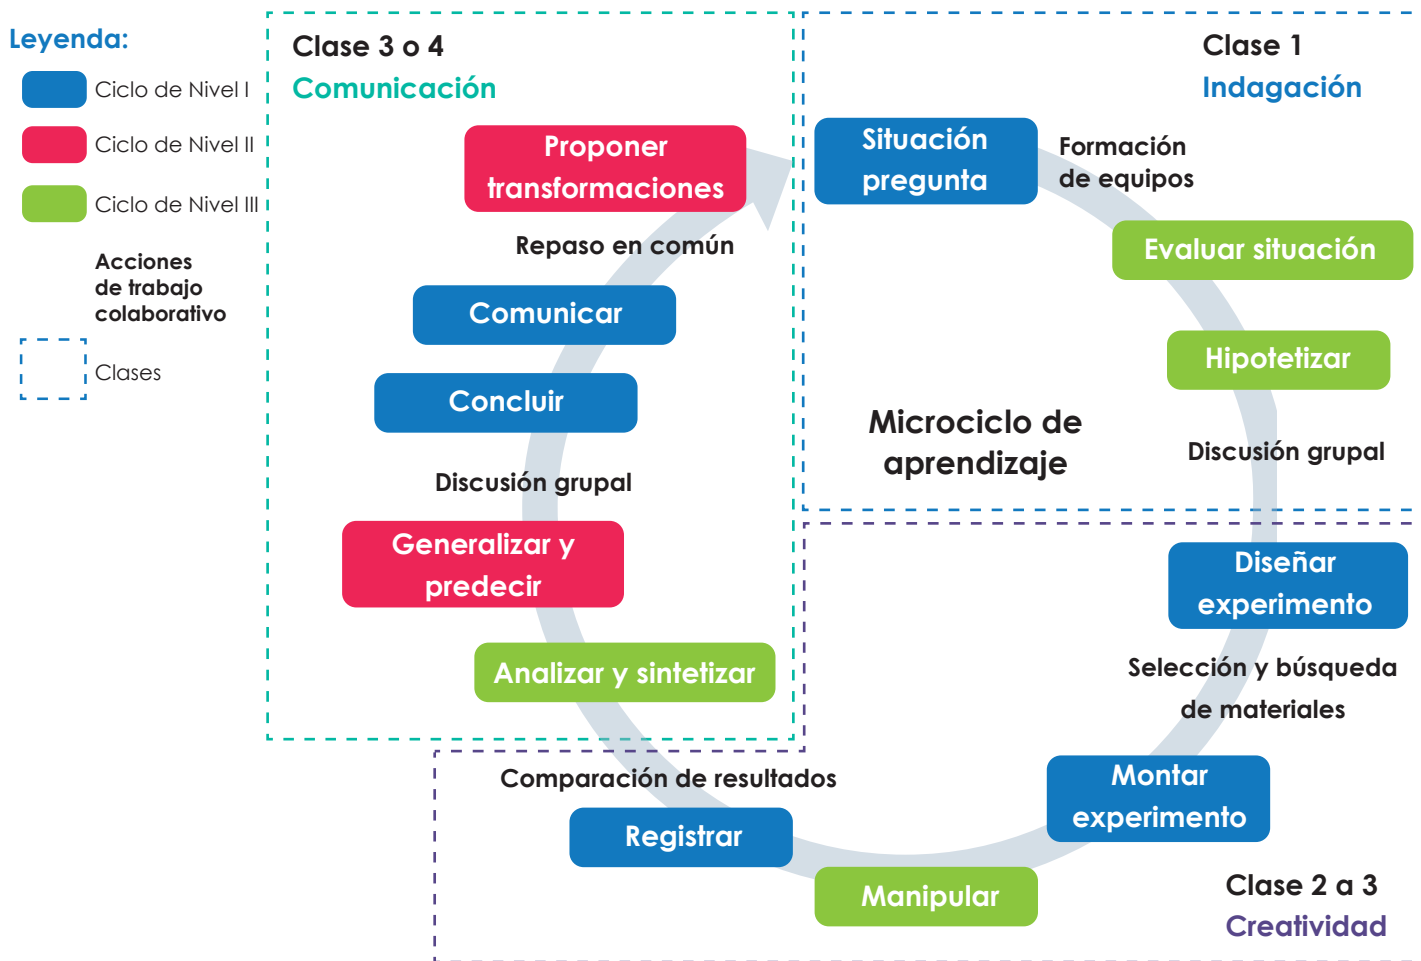 Leyenda:
Ciclo de Nivel I
Ciclo de Nivel II
Ciclo de Nivel III
Acciones
de trabajo
colaborativo
Clases
Clase 1
Indagación
Situación
pregunta
Formación
de equipos
Evaluar situación
Hipotetizar
Discusión grupal
Microciclo de
aprendizaje
Diseñar
experimento
Selección y búsqueda
de materiales
Montar
experimento
Clase 2 a 3
Creatividad
Manipular
Registrar
Comparación de resultados
Clase 3 o 4
Comunicación
Analizar y sintetizar
Generalizar y
predecir
Discusión grupal
Concluir
Comunicar
Repaso en común
Proponer
transformaciones